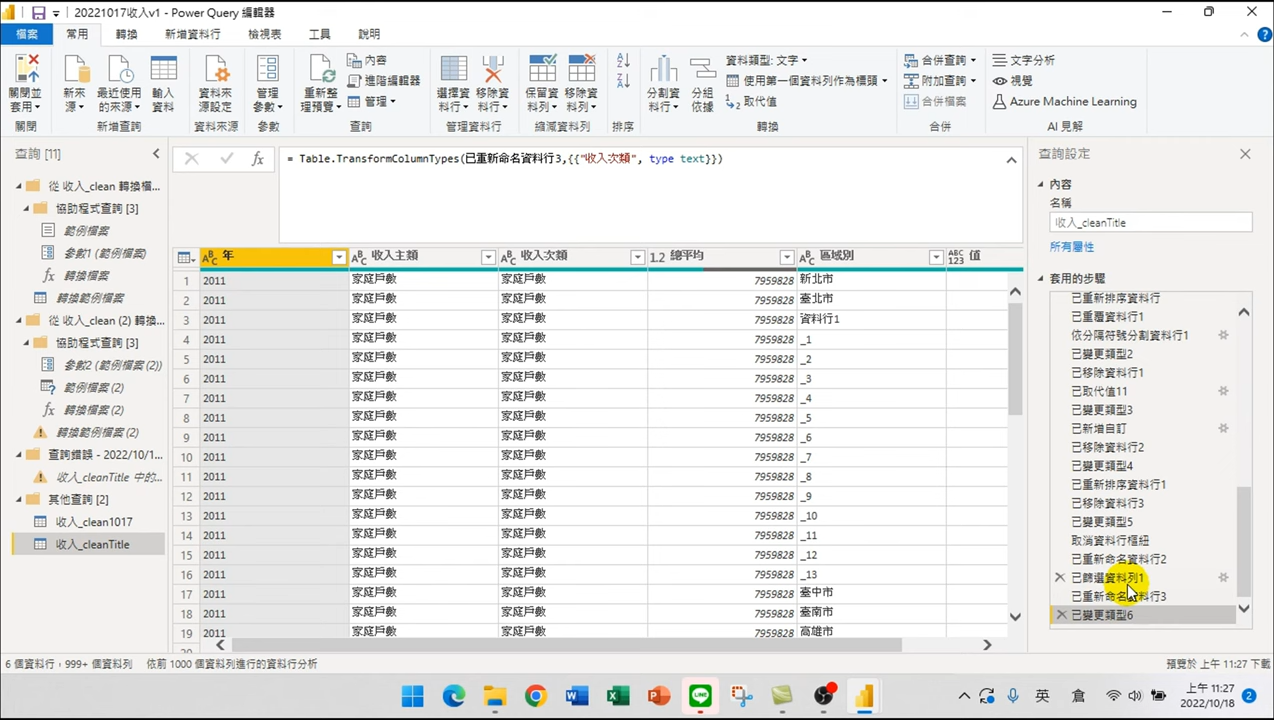 20221017收入v1 - Power Query 編輯器
檔案 常用 轉換 新增資料行 檢視表 工具 說明
關閉並套用 新來源 最近使用的來源 輸入資料 資料來源設定 管理參數 重新整理預覽 內容 進階編輯器 管理 選擇資料行 移除資料行 保留資料列 移除資料列 分割資料行 分組依據 資料類型: 文字 使用第一個資料列作為標頭 取代值 合併查詢 附加查詢 合併檔案 文字分析 視覺 Azure Machine Learning
關閉 新增查詢 資料來源 參數 查詢 管理資料行 縮減資料列 排序 轉換 合併 AI 見解
查詢 [11]
從 收入_clean 轉換檔...
協助程式查詢 [3]
範例檔案
參數1 (範例檔案)
fx 轉換檔案
轉換範例檔案
從 收入_clean (2) 轉換...
協助程式查詢 [3]
參數2 (範例檔案 (2))
範例檔案 (2)
fx 轉換檔案 (2)
轉換範例檔案 (2)
查詢錯誤 - 2022/10/1...
收入_cleanTitle 中的...
其他查詢 [2]
收入_clean1017
收入_cleanTitle
fx = Table.TransformColumnTypes(已重新命名資料行3,{{"收入次類", type text}})
ABC 年 ABC 收入主類 ABC 收入次類 1.2 總平均 ABC 區域別 ABC123 值
1 2011 家庭戶數 家庭戶數 7959828 新北市
2 2011 家庭戶數 家庭戶數 7959828 臺北市
3 2011 家庭戶數 家庭戶數 7959828 資料行1
4 2011 家庭戶數 家庭戶數 7959828 _1
5 2011 家庭戶數 家庭戶數 7959828 _2
6 2011 家庭戶數 家庭戶數 7959828 _3
7 2011 家庭戶數 家庭戶數 7959828 _4
8 2011 家庭戶數 家庭戶數 7959828 _5
9 2011 家庭戶數 家庭戶數 7959828 _6
10 2011 家庭戶數 家庭戶數 7959828 _7
11 2011 家庭戶數 家庭戶數 7959828 _8
12 2011 家庭戶數 家庭戶數 7959828 _9
13 2011 家庭戶數 家庭戶數 7959828 _10
14 2011 家庭戶數 家庭戶數 7959828 _11
15 2011 家庭戶數 家庭戶數 7959828 _12
16 2011 家庭戶數 家庭戶數 7959828 _13
17 2011 家庭戶數 家庭戶數 7959828 臺中市
18 2011 家庭戶數 家庭戶數 7959828 臺南市
19 2011 家庭戶數 家庭戶數 7959828 高雄市
查詢設定
內容
名稱
收入_cleanTitle
所有屬性
套用的步驟
已重新排序資料行
已重覆資料行1
依分隔符號分割資料行1
已變更類型2
已移除資料行1
已取代值11
已變更類型3
已新增自訂
已移除資料行2
已變更類型4
已重新排序資料行1
已移除資料行3
已變更類型5
取消資料行樞紐
已重新命名資料行2
已篩選資料列1
已重新命名資料行3
已變更類型6
6 個資料行,999+ 個資料列 依前 1000 個資料列進行的資料行分析
預覽於 上午 11:27 下載
英 倉 上午 11:27
2022/10/18 2